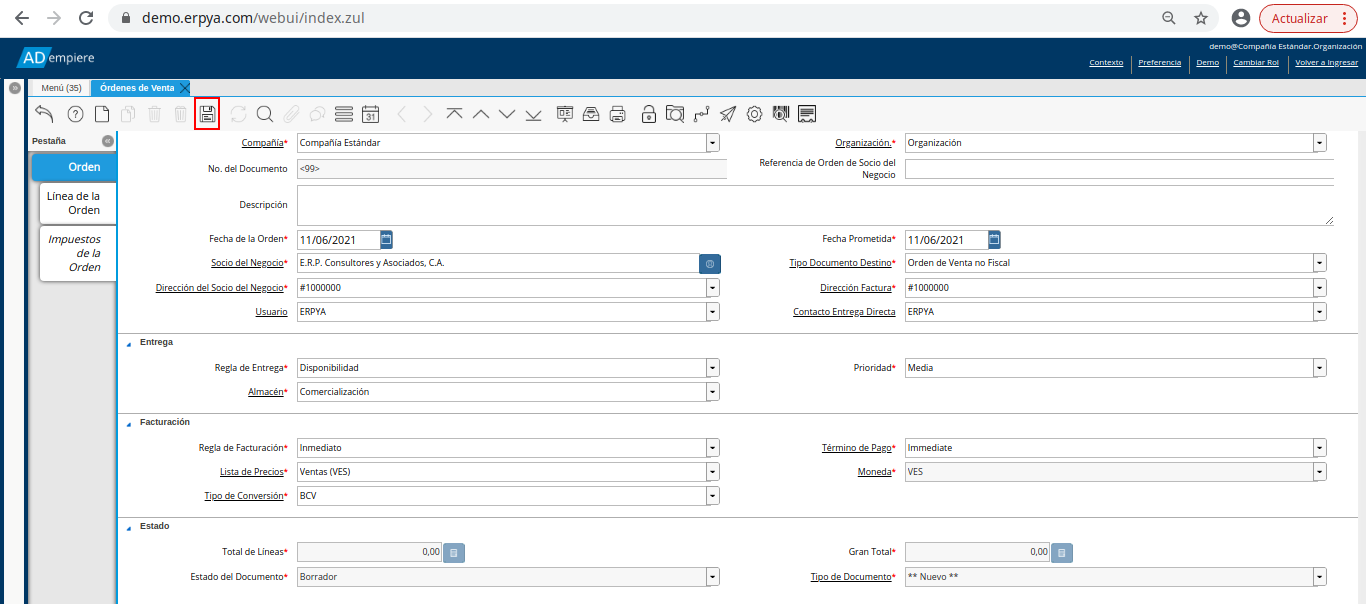 demo.erpya.com/webui/index.zul
Actualizar
ADempiere
demo@Compañía Estándar.Organización
Contexto Preferencia Demo Cambiar Rol Volver a Ingresar
Menú (35) Órdenes de Venta
31
Pestaña
Orden
Línea de la
Orden
Impuestos
de la
Orden
Compañía* Compañía Estándar Organización.* Organización
No. del Documento <99> Referencia de Orden de Socio del
Negocio
Descripción
Fecha de la Orden* 11/06/2021 Fecha Prometida* 11/06/2021
Socio del Negocio* E.R.P. Consultores y Asociados, C.A. Tipo Documento Destino* Orden de Venta no Fiscal
Dirección del Socio del Negocio* #1000000 Dirección Factura* #1000000
Usuario ERPYA Contacto Entrega Directa ERPYA
Entrega
Regla de Entrega* Disponibilidad Prioridad* Media
Almacén* Comercialización
Facturación
Regla de Facturación* Inmediato Término de Pago* Immediate
Lista de Precios* Ventas (VES) Moneda* VES
Tipo de Conversión* BCV
Estado
Total de Líneas* 0,00 Gran Total* 0,00
Estado del Documento* Borrador Tipo de Documento* ** Nuevo **